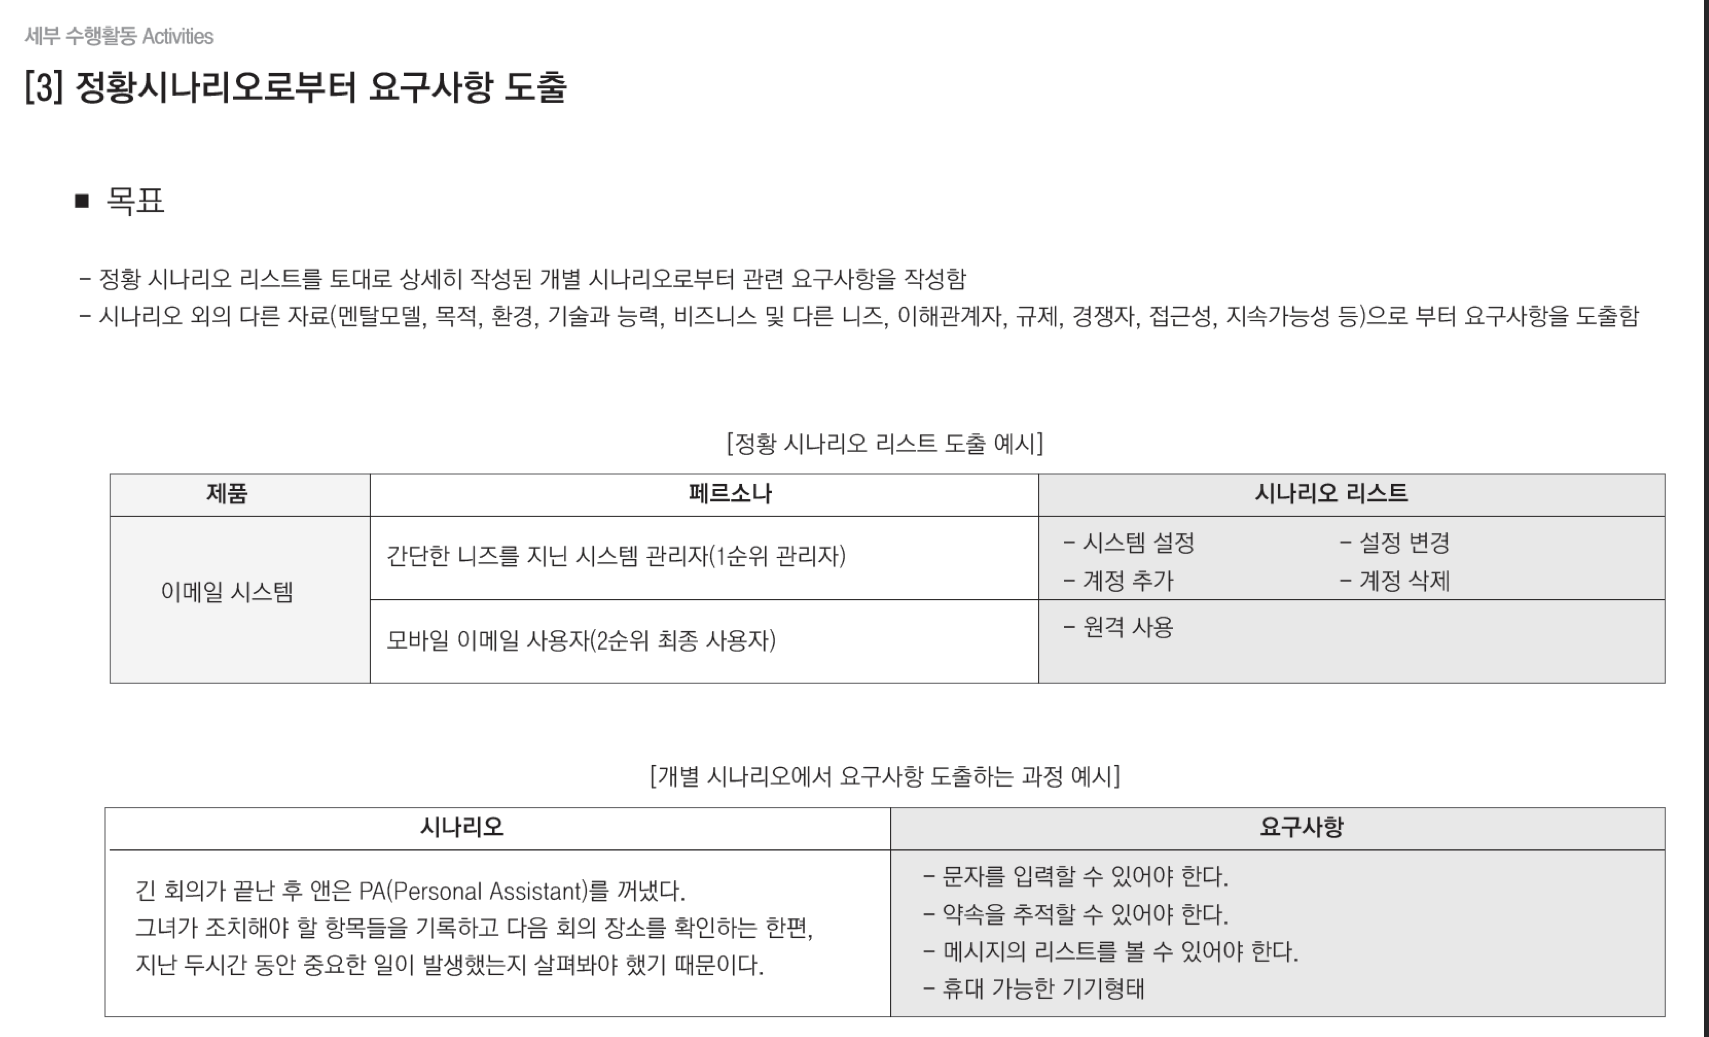 세부 수행활동 Activities
[3] 정황시나리오로부터 요구사항 도출
■ 목표
- 정황 시나리오 리스트를 토대로 상세히 작성된 개별 시나리오로부터 관련 요구사항을 작성함
- 시나리오 외의 다른 자료(멘탈모델, 목적, 환경, 기술과 능력, 비즈니스 및 다른 니즈, 이해관계자, 규제, 경쟁자, 접근성, 지속가능성 등)으로 부터 요구사항을 도출함
[정황 시나리오 리스트 도출 예시]
제품 페르소나 시나리오 리스트
이메일 시스템
간단한 니즈를 지닌 시스템 관리자(1순위 관리자)
- 시스템 설정 - 설정 변경
- 계정 추가 - 계정 삭제
모바일 이메일 사용자(2순위 최종 사용자)
- 원격 사용
[개별 시나리오에서 요구사항 도출하는 과정 예시]
시나리오 요구사항
긴 회의가 끝난 후 앤은 PA(Personal Assistant)를 꺼냈다.
그녀가 조치해야 할 항목들을 기록하고 다음 회의 장소를 확인하는 한편,
지난 두시간 동안 중요한 일이 발생했는지 살펴봐야 했기 때문이다.
- 문자를 입력할 수 있어야 한다.
- 약속을 추적할 수 있어야 한다.
- 메시지의 리스트를 볼 수 있어야 한다.
- 휴대 가능한 기기형태